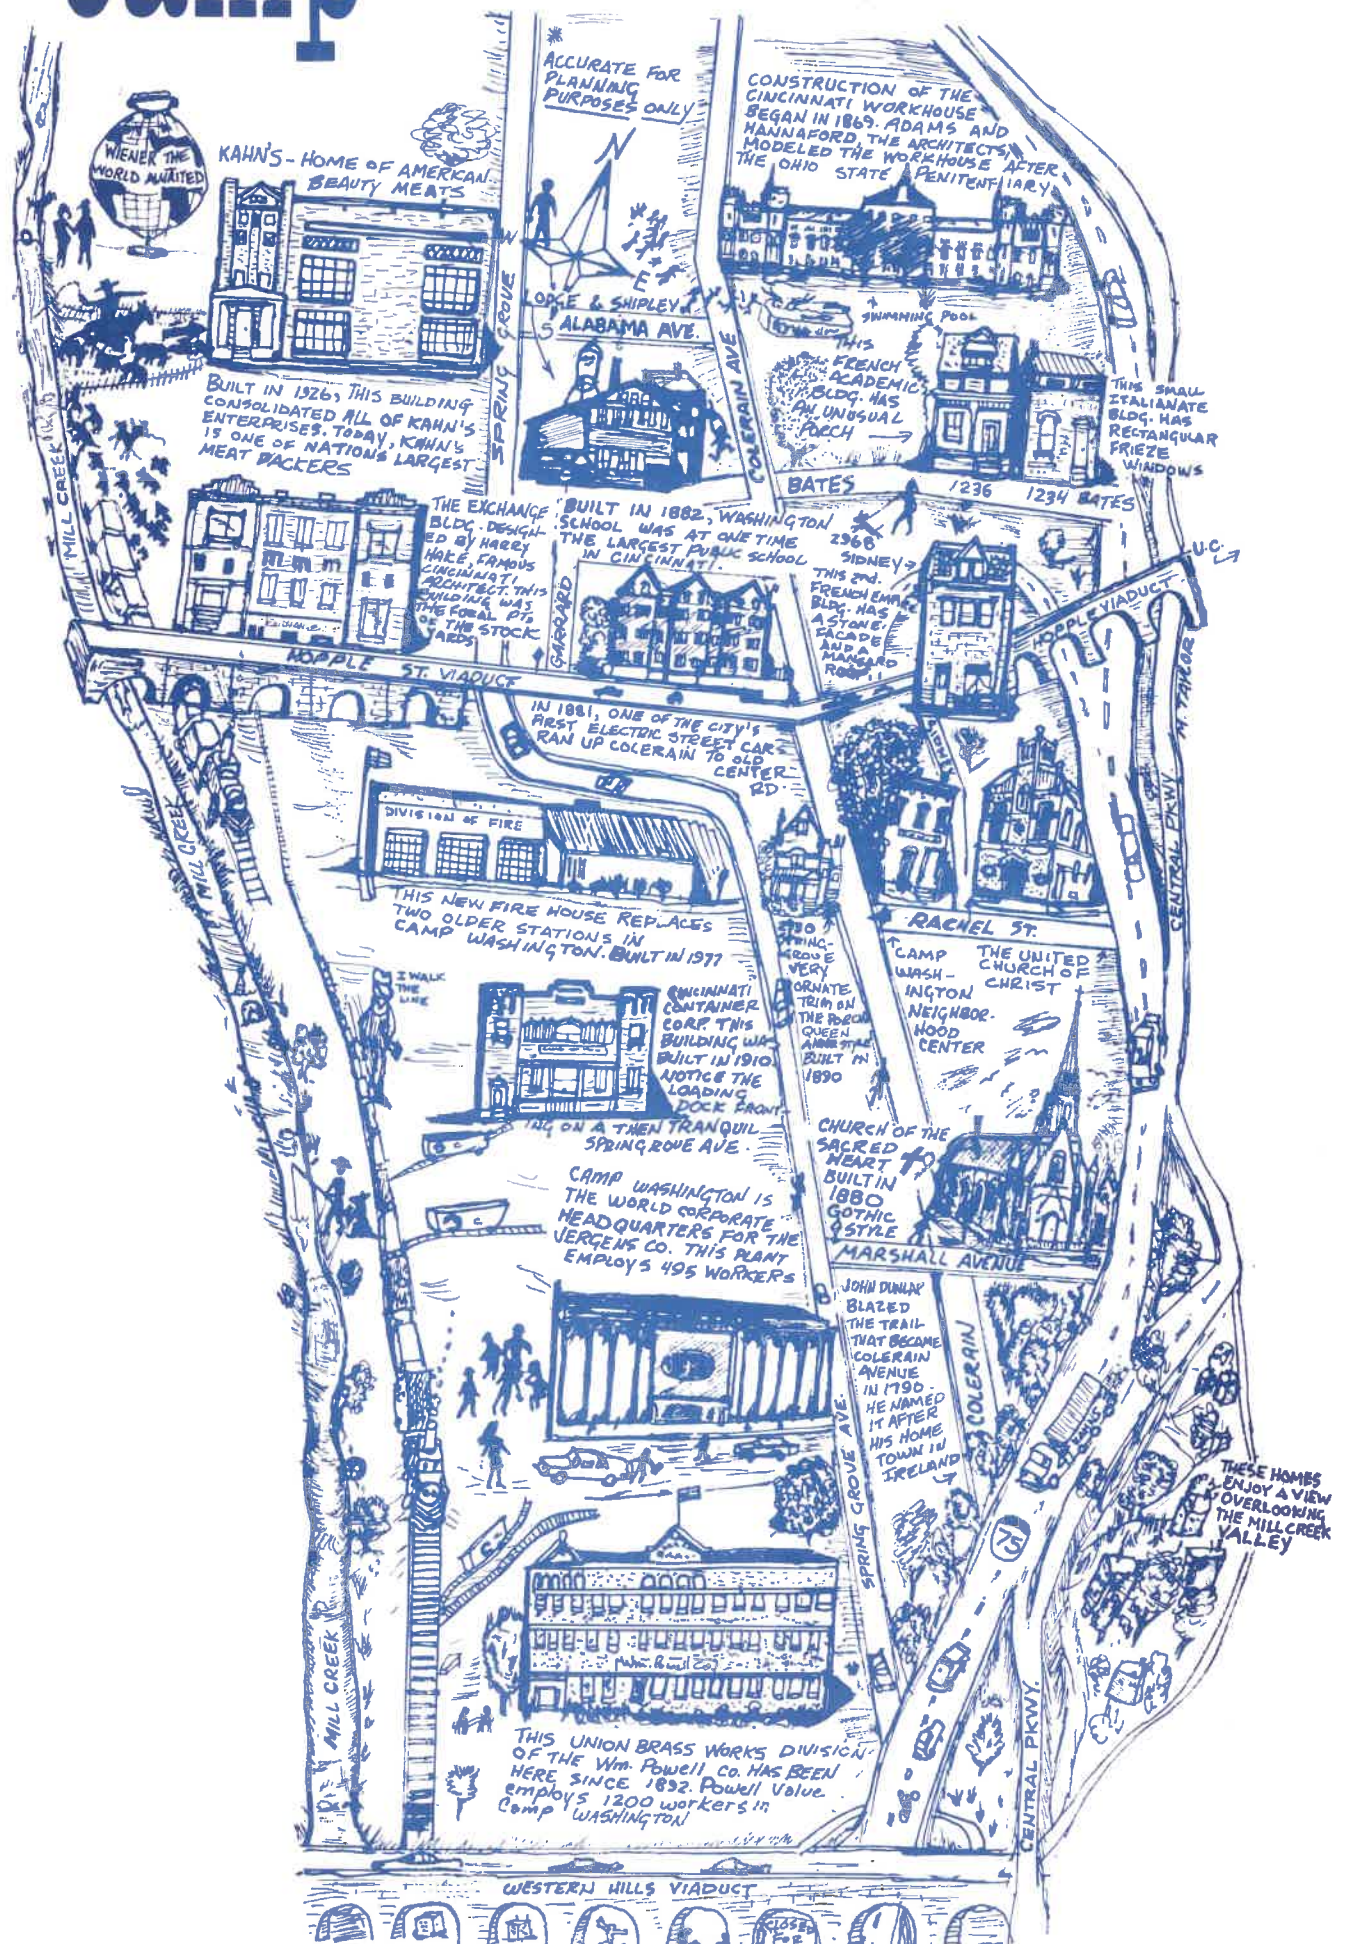 camp
*
ACCURATE FOR
PLANNING
PURPOSES ONLY
N
W
E
S
CONSTRUCTION OF THE
CINCINNATI WORKHOUSE
BEGAN IN 1869. ADAMS AND
HANNAFORD, THE ARCHITECTS,
MODELED THE WORKHOUSE AFTER
THE OHIO STATE PENITENTIARY
WIENER THE
WORLD AWAITED
KAHN'S - HOME OF AMERICAN
BEAUTY MEATS
SPRING GROVE
LODGE & SHIPLEY
ALABAMA AVE.
COLERAIN AVE
SWIMMING POOL
THIS
FRENCH
ACADEMIC
BLDG. HAS
AN UNUSUAL
PORCH
THIS SMALL
ITALIANATE
BLDG. HAS
RECTANGULAR
FRIEZE
WINDOWS
BUILT IN 1926, THIS BUILDING
CONSOLIDATED ALL OF KAHN'S
ENTERPRISES. TODAY, KAHN'S
IS ONE OF NATIONS LARGEST
MEAT PACKERS
MILL CREEK
BATES
1236
1234 BATES
THE EXCHANGE
BLDG. DESIGN-
ED BY HARRY
HAKE, FAMOUS
CINCINNATI
ARCHITECT. THIS
BUILDING WAS
THE FOCAL PT.
OF THE STOCK
YARDS
BUILT IN 1882, WASHINGTON
SCHOOL WAS AT ONE TIME
THE LARGEST PUBLIC SCHOOL
IN CINCINNATI.
GARRARD
2968
SIDNEY
THIS 2nd.
FRENCH EMPIRE
BLDG. HAS
A STONE
FACADE
AND A
MANSARD
ROOF
U.C.
HOPPLE VIADUCT
M. TAYLOR
HOPPLE ST. VIADUCT
IN 1881, ONE OF THE CITY'S
FIRST ELECTRIC STREET CARS
RAN UP COLERAIN TO OLD
CENTER
RD.
SIDNEY
CENTRAL PKWY
DIVISION OF FIRE
THIS NEW FIRE HOUSE REPLACES
TWO OLDER STATIONS IN
CAMP WASHINGTON. BUILT IN 1977
MILL CREEK
RACHEL ST.
CAMP
WASH-
INGTON
NEIGHBOR-
HOOD
CENTER
THE UNITED
CHURCH OF
CHRIST
SPRING-
GROVE
VERY
ORNATE
TRIM ON
THE PORCH
QUEEN
ANNE STYLE
BUILT IN
1890
I WALK
THE
LINE
CINCINNATI
CONTAINER
CORP. THIS
BUILDING WAS
BUILT IN 1910.
NOTICE THE
LOADING
DOCK FRONT-
ING ON A THEN TRANQUIL
SPRINGROVE AVE.
CHURCH OF THE
SACRED
HEART
BUILT IN
1880
GOTHIC
STYLE
CAMP WASHINGTON IS
THE WORLD CORPORATE
HEADQUARTERS FOR THE
JERGENS CO. THIS PLANT
EMPLOYS 495 WORKERS
MARSHALL AVENUE
JOHN DUNLAP
BLAZED
THE TRAIL
THAT BECAME
COLERAIN
AVENUE
IN 1790.
HE NAMED
IT AFTER
HIS HOME
TOWN IN
IRELAND
COLERAIN
SPRING GROVE AVE.
75
THESE HOMES
ENJOY A VIEW
OVERLOOKING
THE MILLCREEK
VALLEY
Wm. Powell Co.
MILL CREEK
THIS UNION BRASS WORKS DIVISION
OF THE Wm. Powell CO. HAS BEEN
HERE SINCE 1892. Powell Valve
employs 1200 workers in
Camp WASHINGTON
CENTRAL PKWY.
WESTERN HILLS VIADUCT
CLOSED
FOR